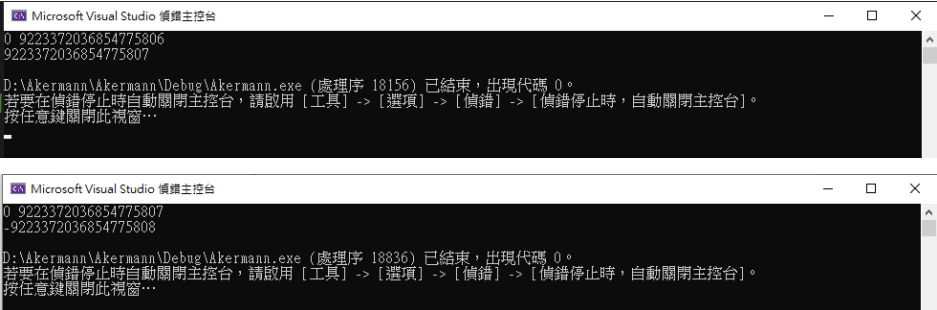 Microsoft Visual Studio 偵錯主控台
0 9223372036854775806
9223372036854775807
D:\Akermann\Akermann\Debug\Akermann.exe (處理序 18156) 已結束，出現代碼 0。
若要在偵錯停止時自動關閉主控台，請啟用 [工具] -> [選項] -> [偵錯] -> [偵錯停止時，自動關閉主控台]。
按任意鍵關閉此視窗…
Microsoft Visual Studio 偵錯主控台
0 9223372036854775807
-9223372036854775808
D:\Akermann\Akermann\Debug\Akermann.exe (處理序 18836) 已結束，出現代碼 0。
若要在偵錯停止時自動關閉主控台，請啟用 [工具] -> [選項] -> [偵錯] -> [偵錯停止時，自動關閉主控台]。
按任意鍵關閉此視窗…